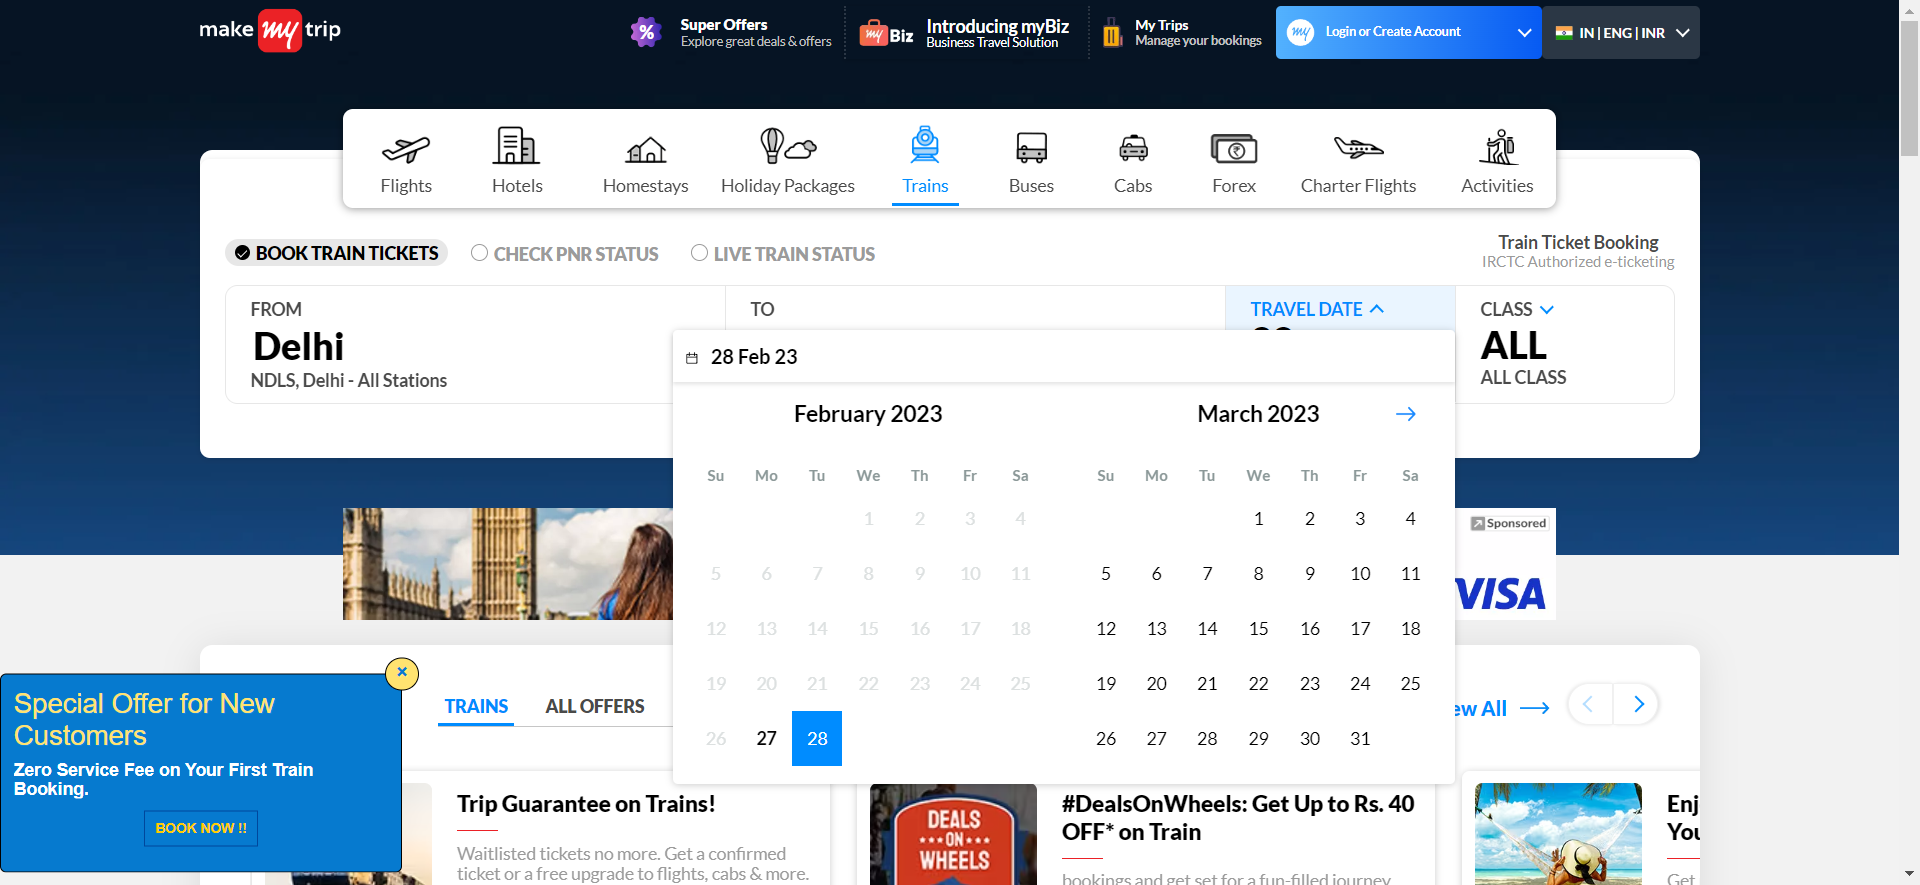 make my trip
Super Offers
Explore great deals & offers
my Biz
Introducing myBiz
Business Travel Solution
My Trips
Manage your bookings
my
Login or Create Account
IN | ENG | INR
Flights
Hotels
Homestays
Holiday Packages
Trains
Buses
Cabs
Forex
Charter Flights
Activities
BOOK TRAIN TICKETS
CHECK PNR STATUS
LIVE TRAIN STATUS
Train Ticket Booking
IRCTC Authorized e-ticketing
FROM
Delhi
NDLS, Delhi - All Stations
TO
TRAVEL DATE
CLASS
ALL
ALL CLASS
28 Feb 23
February 2023
Su Mo Tu We Th Fr Sa
1 2 3 4
5 6 7 8 9 10 11
12 13 14 15 16 17 18
19 20 21 22 23 24 25
26 27 28
March 2023
Su Mo Tu We Th Fr Sa
1 2 3 4
5 6 7 8 9 10 11
12 13 14 15 16 17 18
19 20 21 22 23 24 25
26 27 28 29 30 31
Sponsored
VISA
TRAINS
ALL OFFERS
ew All
Special Offer for New
Customers
Zero Service Fee on Your First Train
Booking.
BOOK NOW !!
Trip Guarantee on Trains!
Waitlisted tickets no more. Get a confirmed
ticket or a free upgrade to flights, cabs & more.
DEALS
ON
WHEELS
#DealsOnWheels: Get Up to Rs. 40
OFF* on Train
bookings and get set for a fun-filled journey
Enj
You
Get